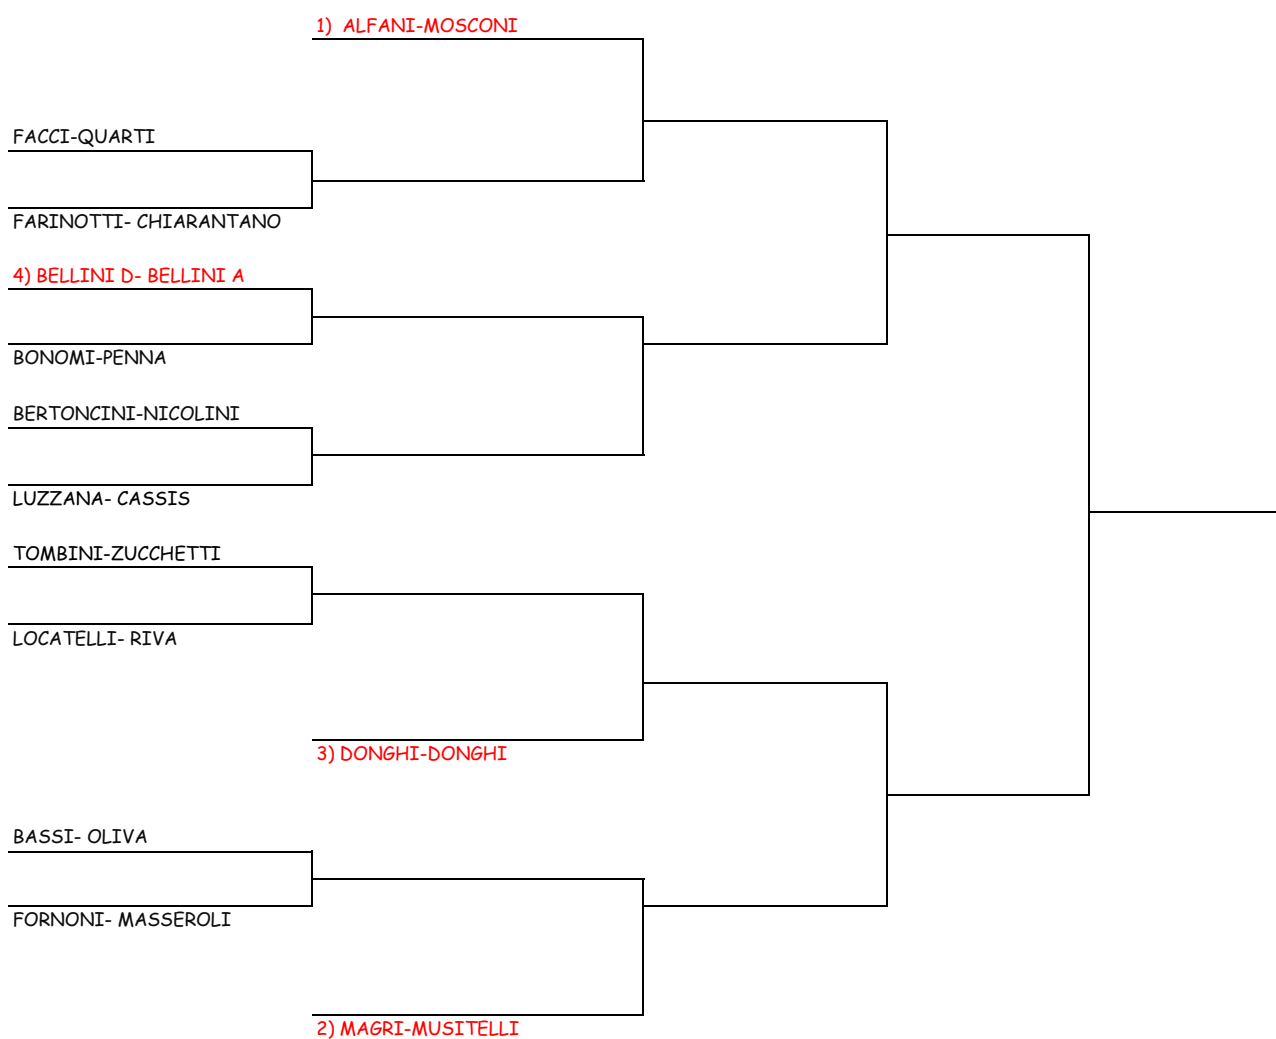 1) ALFANI-MOSCONI
FACCI-QUARTI
FARINOTTI- CHIARANTANO
4) BELLINI D- BELLINI A
BONOMI-PENNA
BERTONCINI-NICOLINI
LUZZANA- CASSIS
TOMBINI-ZUCCHETTI
LOCATELLI- RIVA
3) DONGHI-DONGHI
BASSI- OLIVA
FORNONI- MASSEROLI
2) MAGRI-MUSITELLI